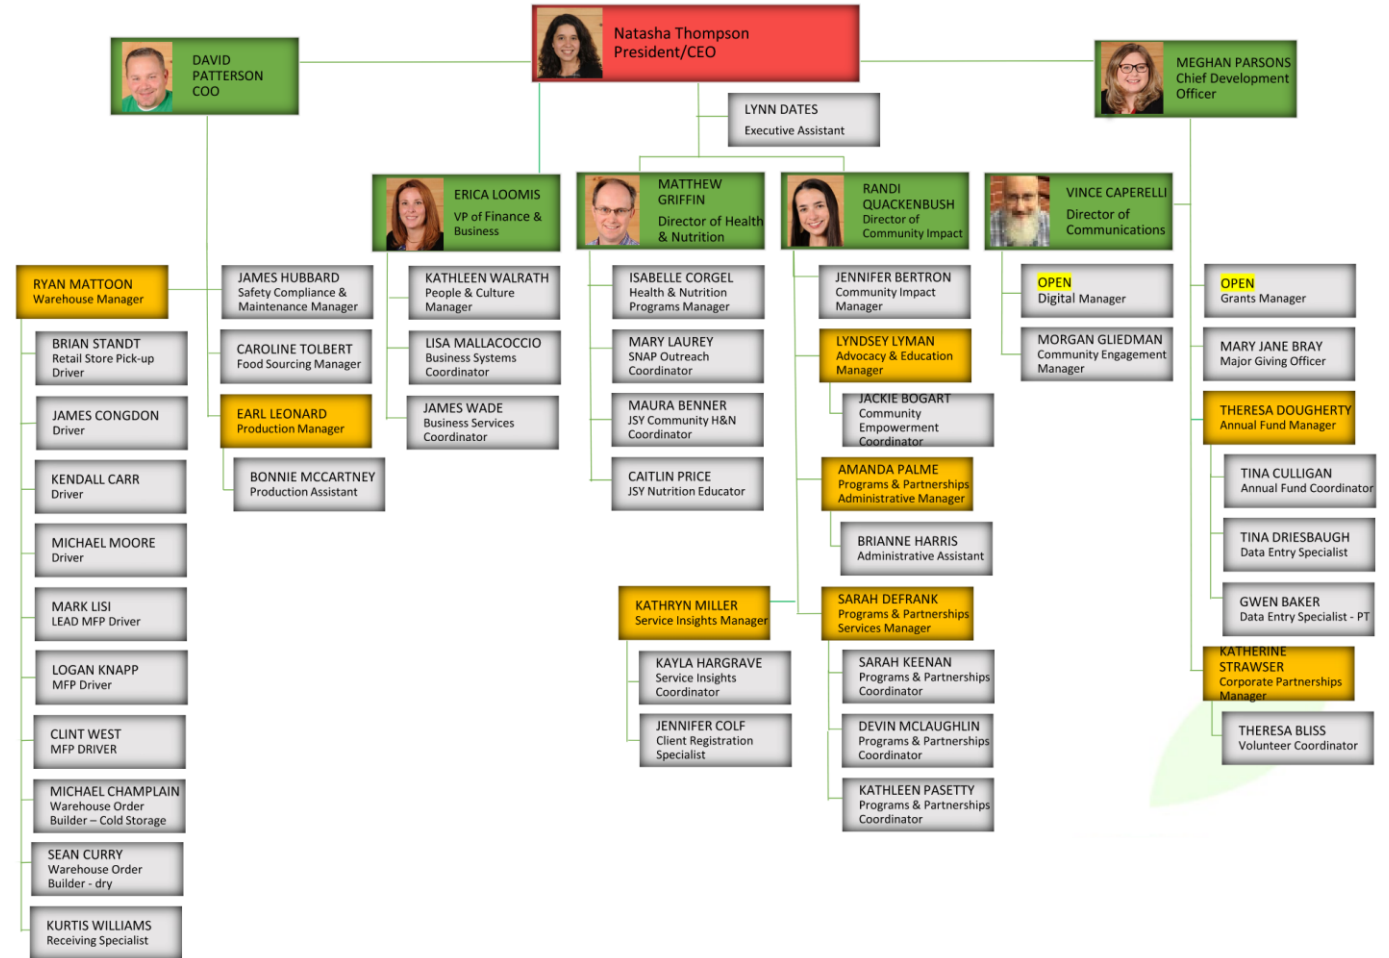 Natasha Thompson
President/CEO
DAVID
PATTERSON
COO
MEGHAN PARSONS
Chief Development
Officer
LYNN DATES
Executive Assistant
ERICA LOOMIS
VP of Finance &
Business
MATTHEW
GRIFFIN
Director of Health
& Nutrition
RANDI
QUACKENBUSH
Director of
Community Impact
VINCE CAPERELLI
Director of
Communications
RYAN MATTOON
Warehouse Manager
BRIAN STANDT
Retail Store Pick-up
Driver
JAMES CONGDON
Driver
KENDALL CARR
Driver
MICHAEL MOORE
Driver
MARK LISI
LEAD MFP Driver
LOGAN KNAPP
MFP Driver
CLINT WEST
MFP DRIVER
MICHAEL CHAMPLAIN
Warehouse Order
Builder – Cold Storage
SEAN CURRY
Warehouse Order
Builder - dry
KURTIS WILLIAMS
Receiving Specialist
JAMES HUBBARD
Safety Compliance &
Maintenance Manager
CAROLINE TOLBERT
Food Sourcing Manager
EARL LEONARD
Production Manager
BONNIE MCCARTNEY
Production Assistant
KATHLEEN WALRATH
People & Culture
Manager
LISA MALLACOCCIO
Business Systems
Coordinator
JAMES WADE
Business Services
Coordinator
ISABELLE CORGEL
Health & Nutrition
Programs Manager
MARY LAUREY
SNAP Outreach
Coordinator
MAURA BENNER
JSY Community H&N
Coordinator
CAITLIN PRICE
JSY Nutrition Educator
JENNIFER BERTRON
Community Impact
Manager
LYNDSEY LYMAN
Advocacy & Education
Manager
JACKIE BOGART
Community
Empowerment
Coordinator
AMANDA PALME
Programs & Partnerships
Administrative Manager
BRIANNE HARRIS
Administrative Assistant
KATHRYN MILLER
Service Insights Manager
KAYLA HARGRAVE
Service Insights
Coordinator
JENNIFER COLF
Client Registration
Specialist
SARAH DEFRANK
Programs & Partnerships
Services Manager
SARAH KEENAN
Programs & Partnerships
Coordinator
DEVIN MCLAUGHLIN
Programs & Partnerships
Coordinator
KATHLEEN PASETTY
Programs & Partnerships
Coordinator
OPEN
Digital Manager
MORGAN GLIEDMAN
Community Engagement
Manager
OPEN
Grants Manager
MARY JANE BRAY
Major Giving Officer
THERESA DOUGHERTY
Annual Fund Manager
TINA CULLIGAN
Annual Fund Coordinator
TINA DRIESBAUGH
Data Entry Specialist
GWEN BAKER
Data Entry Specialist - PT
KATHERINE
STRAWSER
Corporate Partnerships
Manager
THERESA BLISS
Volunteer Coordinator